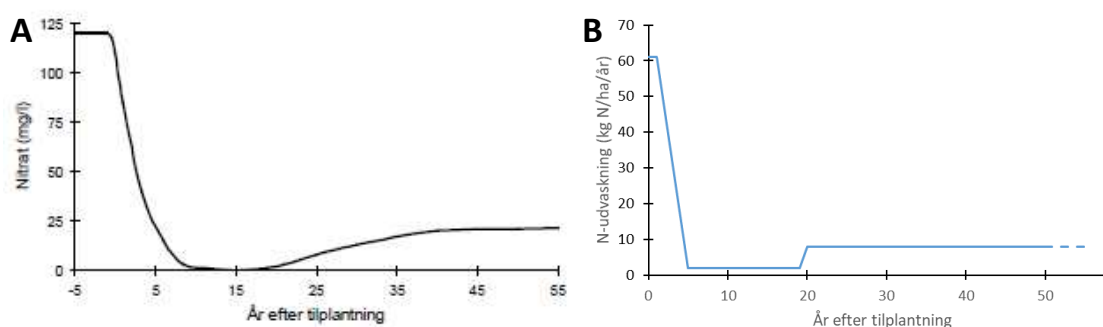 A
125
100
75
50
25
0
Nitrat (mg/l)
-5 5 15 25 35 45 55
År efter tilplantning
B
70
60
50
40
30
20
10
0
N-udvaskning (kg N/ha/år)
0 10 20 30 40 50
År efter tilplantning